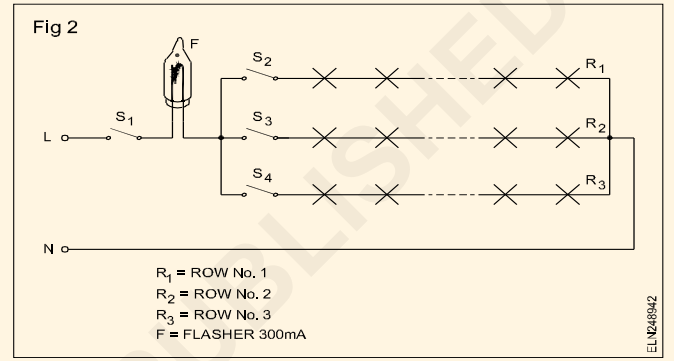 Fig 2
F
S2
R1
S1
S3
L
R2
S4
R3
N
R1 = ROW No. 1
R2 = ROW No. 2
R3 = ROW No. 3
F = FLASHER 300mA
ELN248942
PUBLISHED